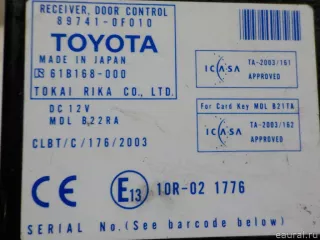 RECEIVER, DOOR CONTROL
89741-0F010
TOYOTA
MADE IN JAPAN
61B168-000
TOKAI RIKA CO., LTD.
DC 12V
MDL B22RA
CLBT/C/176/2003
ICASA
TA-2003/161
APPROVED
For Card Key MDL B21TA
ICASA
TA-2003/162
APPROVED
CE E13 10R-02 1776
SERIAL No.(See barcode below)
eaural.ru